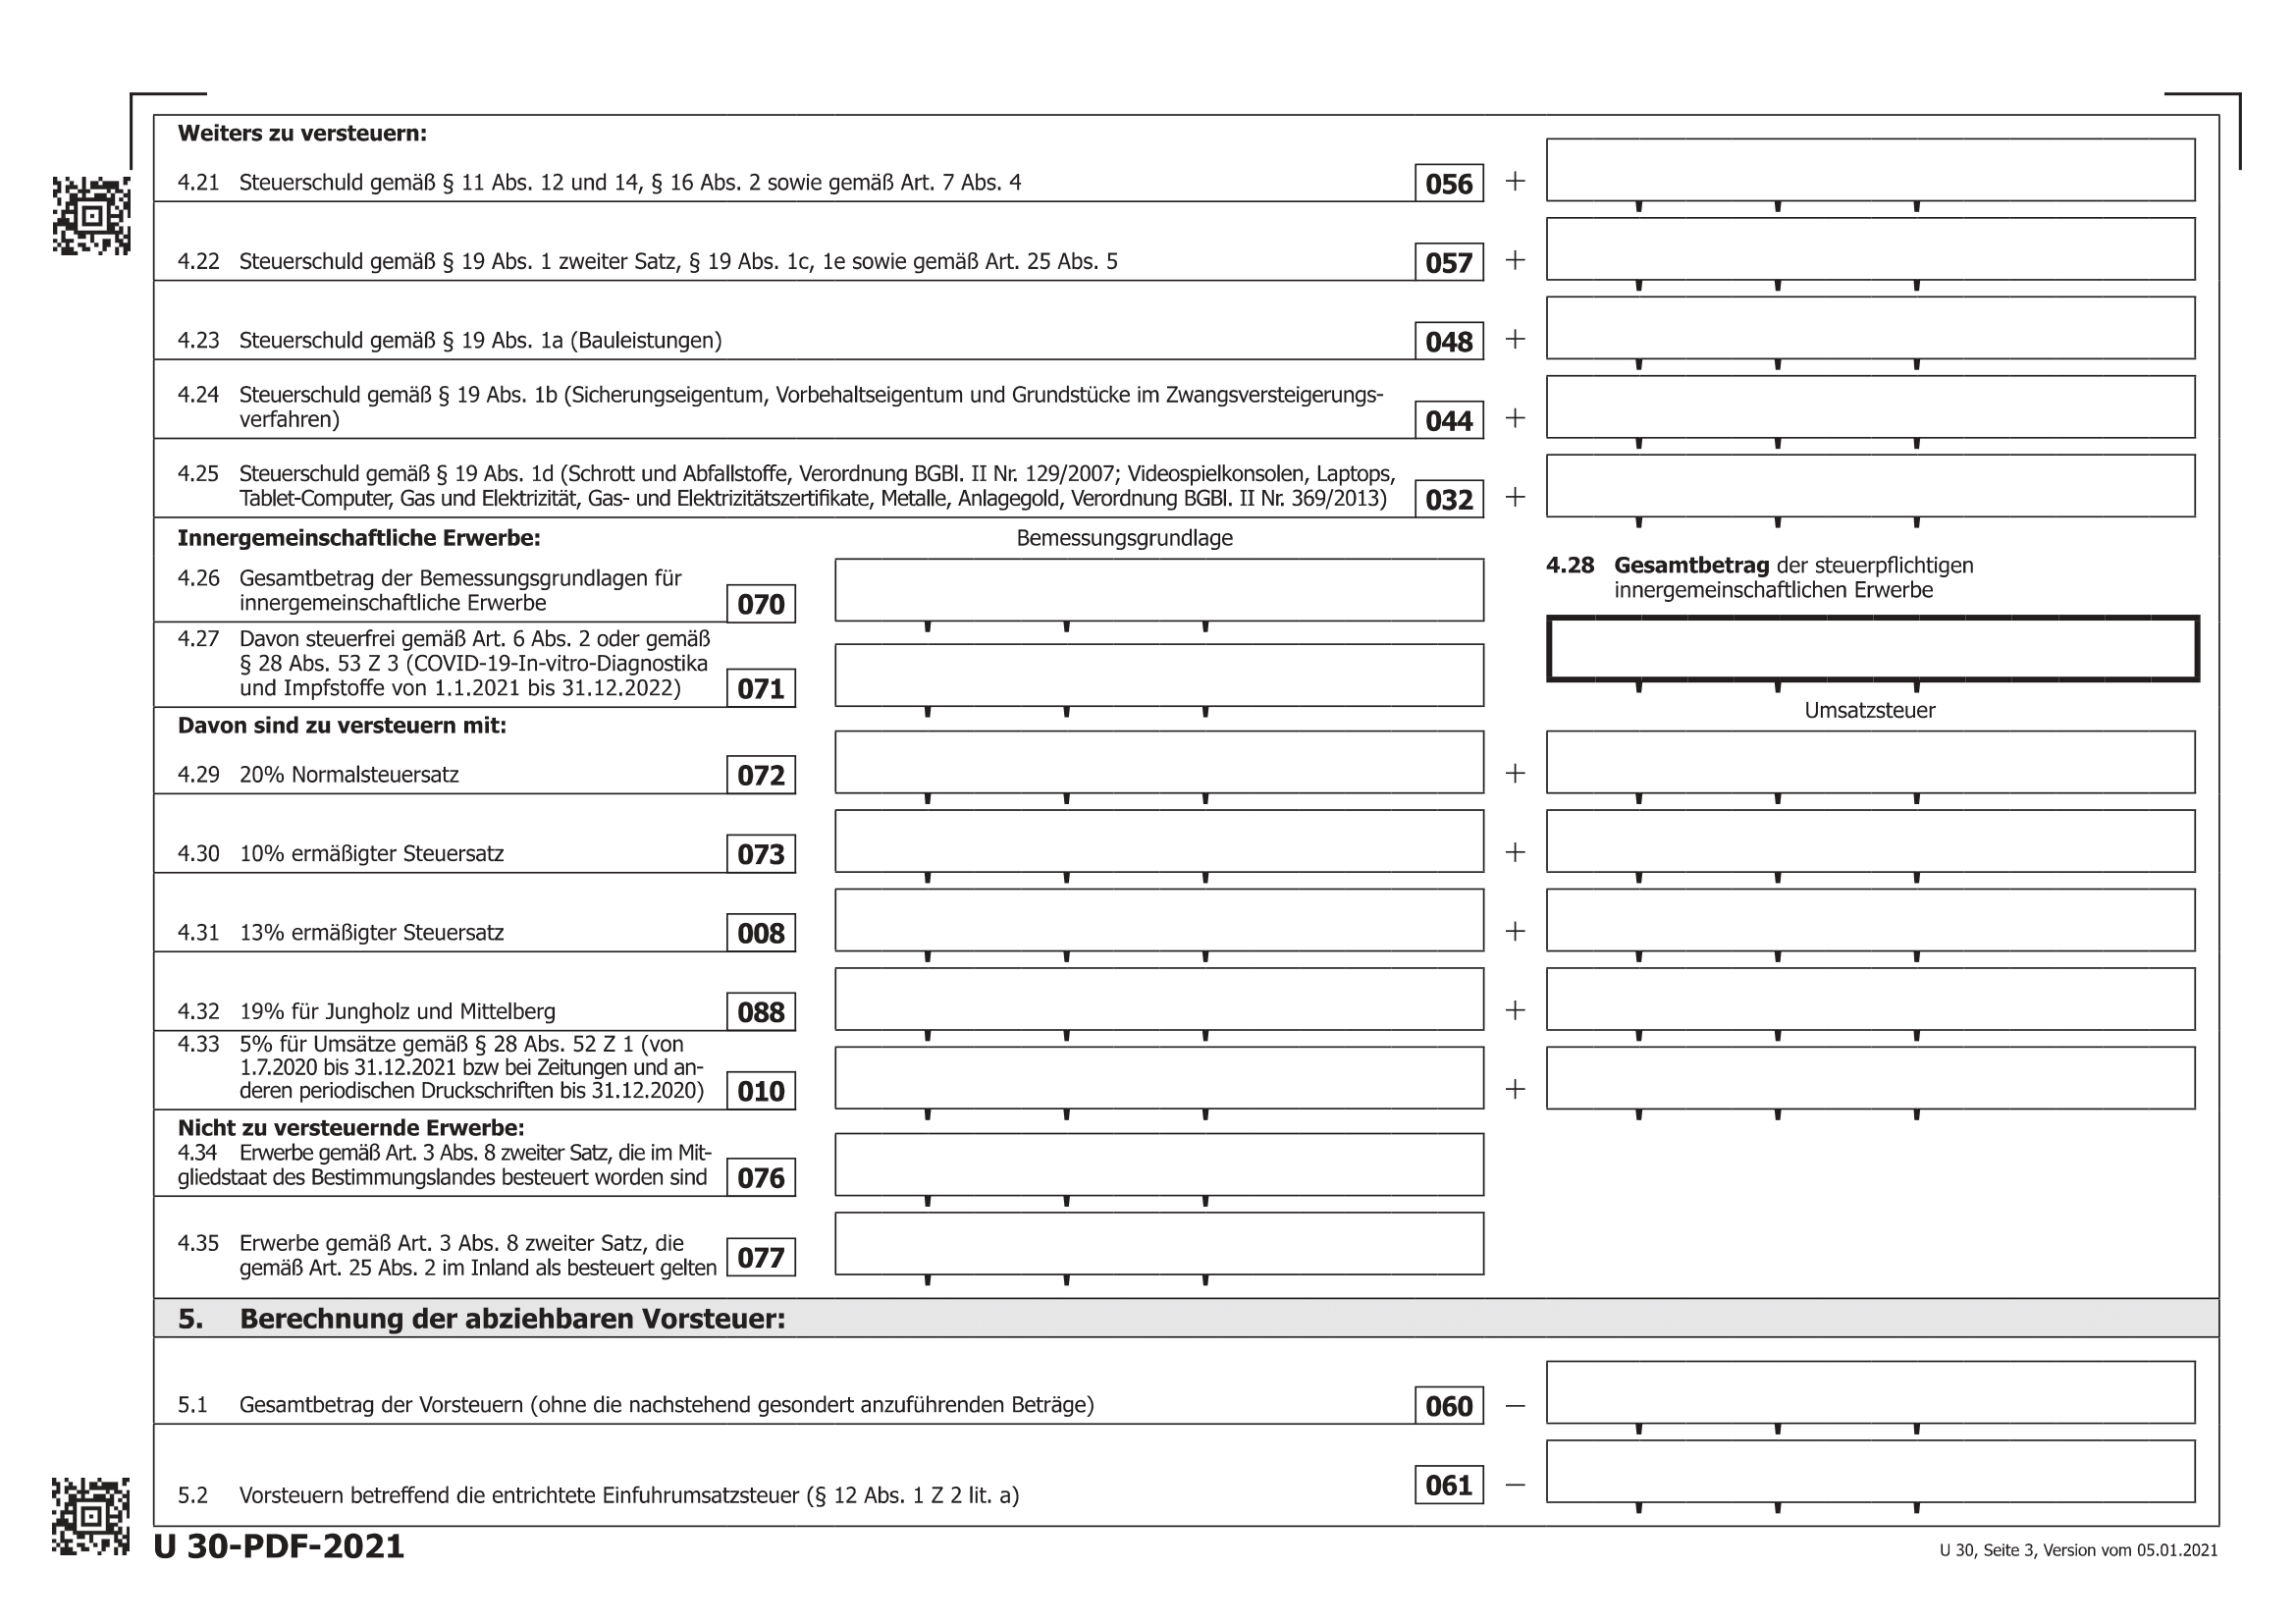 Weiters zu versteuern:
4.21 Steuerschuld gemäß § 11 Abs. 12 und 14, § 16 Abs. 2 sowie gemäß Art. 7 Abs. 4 056 +
4.22 Steuerschuld gemäß § 19 Abs. 1 zweiter Satz, § 19 Abs. 1c, 1e sowie gemäß Art. 25 Abs. 5 057 +
4.23 Steuerschuld gemäß § 19 Abs. 1a (Bauleistungen) 048 +
4.24 Steuerschuld gemäß § 19 Abs. 1b (Sicherungseigentum, Vorbehaltseigentum und Grundstücke im Zwangsversteigerungs-
verfahren) 044 +
4.25 Steuerschuld gemäß § 19 Abs. 1d (Schrott und Abfallstoffe, Verordnung BGBl. II Nr. 129/2007; Videospielkonsolen, Laptops,
Tablet-Computer, Gas und Elektrizität, Gas- und Elektrizitätszertifikate, Metalle, Anlagegold, Verordnung BGBl. II Nr. 369/2013) 032 +
Innergemeinschaftliche Erwerbe: Bemessungsgrundlage
4.26 Gesamtbetrag der Bemessungsgrundlagen für
innergemeinschaftliche Erwerbe 070
4.28 Gesamtbetrag der steuerpflichtigen
innergemeinschaftlichen Erwerbe
4.27 Davon steuerfrei gemäß Art. 6 Abs. 2 oder gemäß
§ 28 Abs. 53 Z 3 (COVID-19-In-vitro-Diagnostika
und Impfstoffe von 1.1.2021 bis 31.12.2022) 071
Umsatzsteuer
Davon sind zu versteuern mit:
4.29 20% Normalsteuersatz 072 +
4.30 10% ermäßigter Steuersatz 073 +
4.31 13% ermäßigter Steuersatz 008 +
4.32 19% für Jungholz und Mittelberg 088 +
4.33 5% für Umsätze gemäß § 28 Abs. 52 Z 1 (von
1.7.2020 bis 31.12.2021 bzw bei Zeitungen und an-
deren periodischen Druckschriften bis 31.12.2020) 010 +
Nicht zu versteuernde Erwerbe:
4.34 Erwerbe gemäß Art. 3 Abs. 8 zweiter Satz, die im Mit-
gliedstaat des Bestimmungslandes besteuert worden sind 076
4.35 Erwerbe gemäß Art. 3 Abs. 8 zweiter Satz, die
gemäß Art. 25 Abs. 2 im Inland als besteuert gelten 077
5. Berechnung der abziehbaren Vorsteuer:
5.1 Gesamtbetrag der Vorsteuern (ohne die nachstehend gesondert anzuführenden Beträge) 060 –
5.2 Vorsteuern betreffend die entrichtete Einfuhrumsatzsteuer (§ 12 Abs. 1 Z 2 lit. a) 061 –
U 30-PDF-2021
U 30, Seite 3, Version vom 05.01.2021